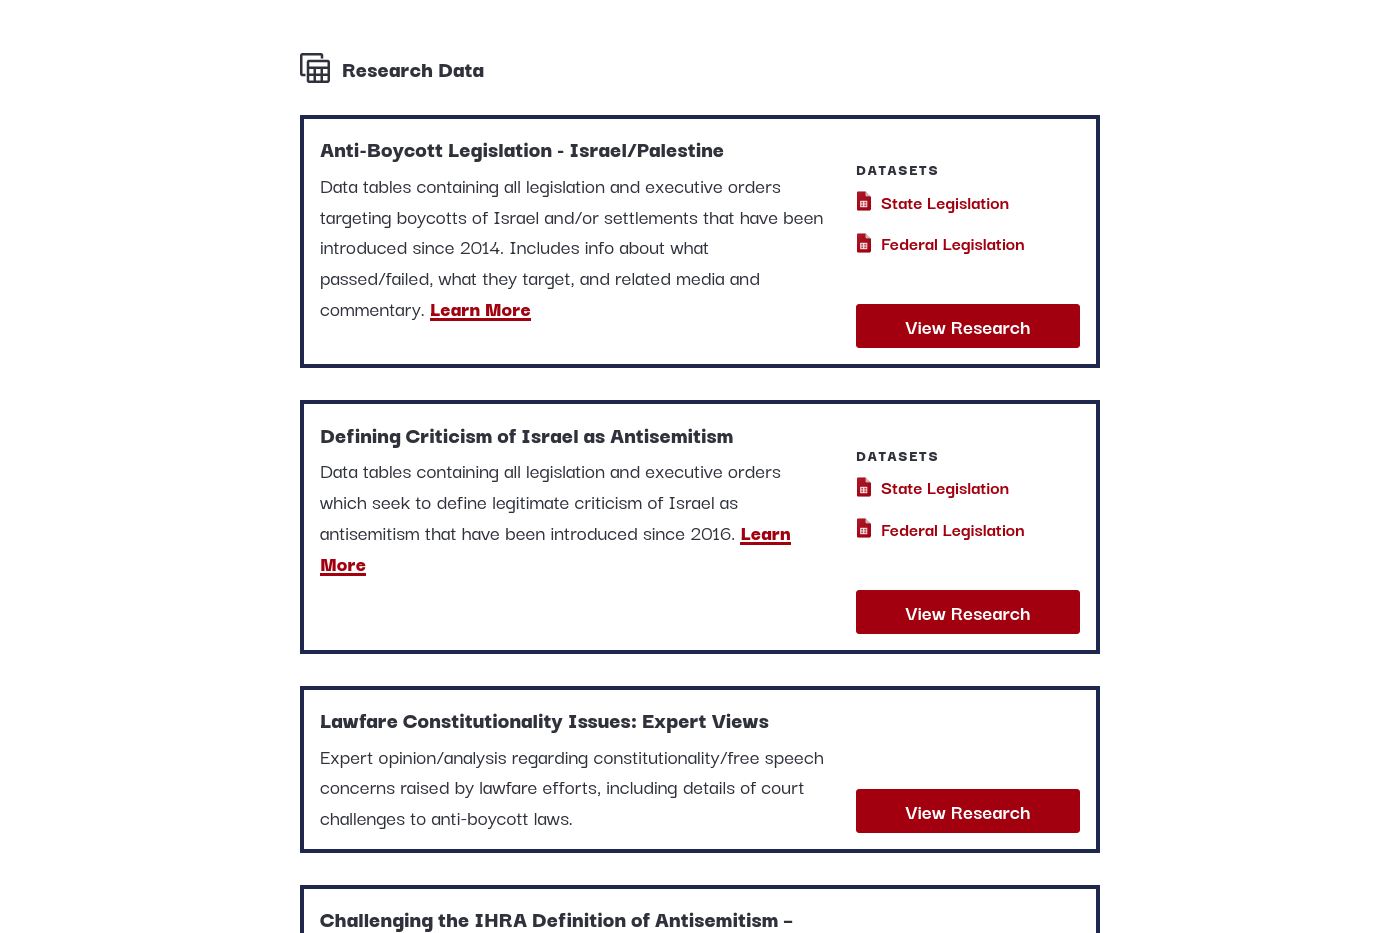 Research Data
Anti-Boycott Legislation - Israel/Palestine
Data tables containing all legislation and executive orders
targeting boycotts of Israel and/or settlements that have been
introduced since 2014. Includes info about what
passed/failed, what they target, and related media and
commentary. Learn More
DATASETS
State Legislation
Federal Legislation
View Research
Defining Criticism of Israel as Antisemitism
Data tables containing all legislation and executive orders
which seek to define legitimate criticism of Israel as
antisemitism that have been introduced since 2016. Learn
More
DATASETS
State Legislation
Federal Legislation
View Research
Lawfare Constitutionality Issues: Expert Views
Expert opinion/analysis regarding constitutionality/free speech
concerns raised by lawfare efforts, including details of court
challenges to anti-boycott laws.
View Research
Challenging the IHRA Definition of Antisemitism –